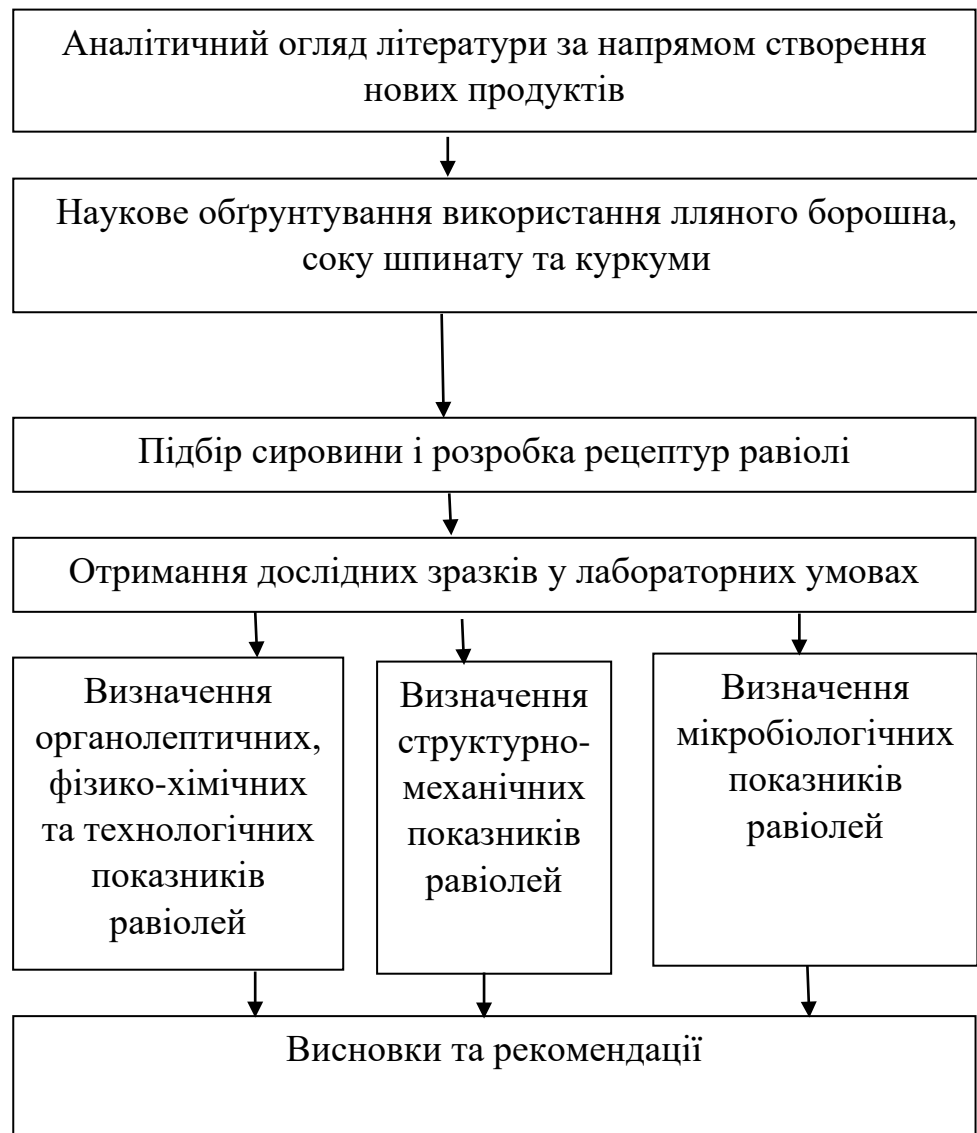 Аналітичний огляд літератури за напрямом створення
нових продуктів
Наукове обґрунтування використання лляного борошна,
соку шпинату та куркуми
Підбір сировини і розробка рецептур равіолі
Отримання дослідних зразків у лабораторних умовах
Визначення
органолептичних,
фізико-хімічних
та технологічних
показників
равіолей
Визначення
структурно-
механічних
показників
равіолей
Визначення
мікробіологічних
показників
равіолей
Висновки та рекомендації